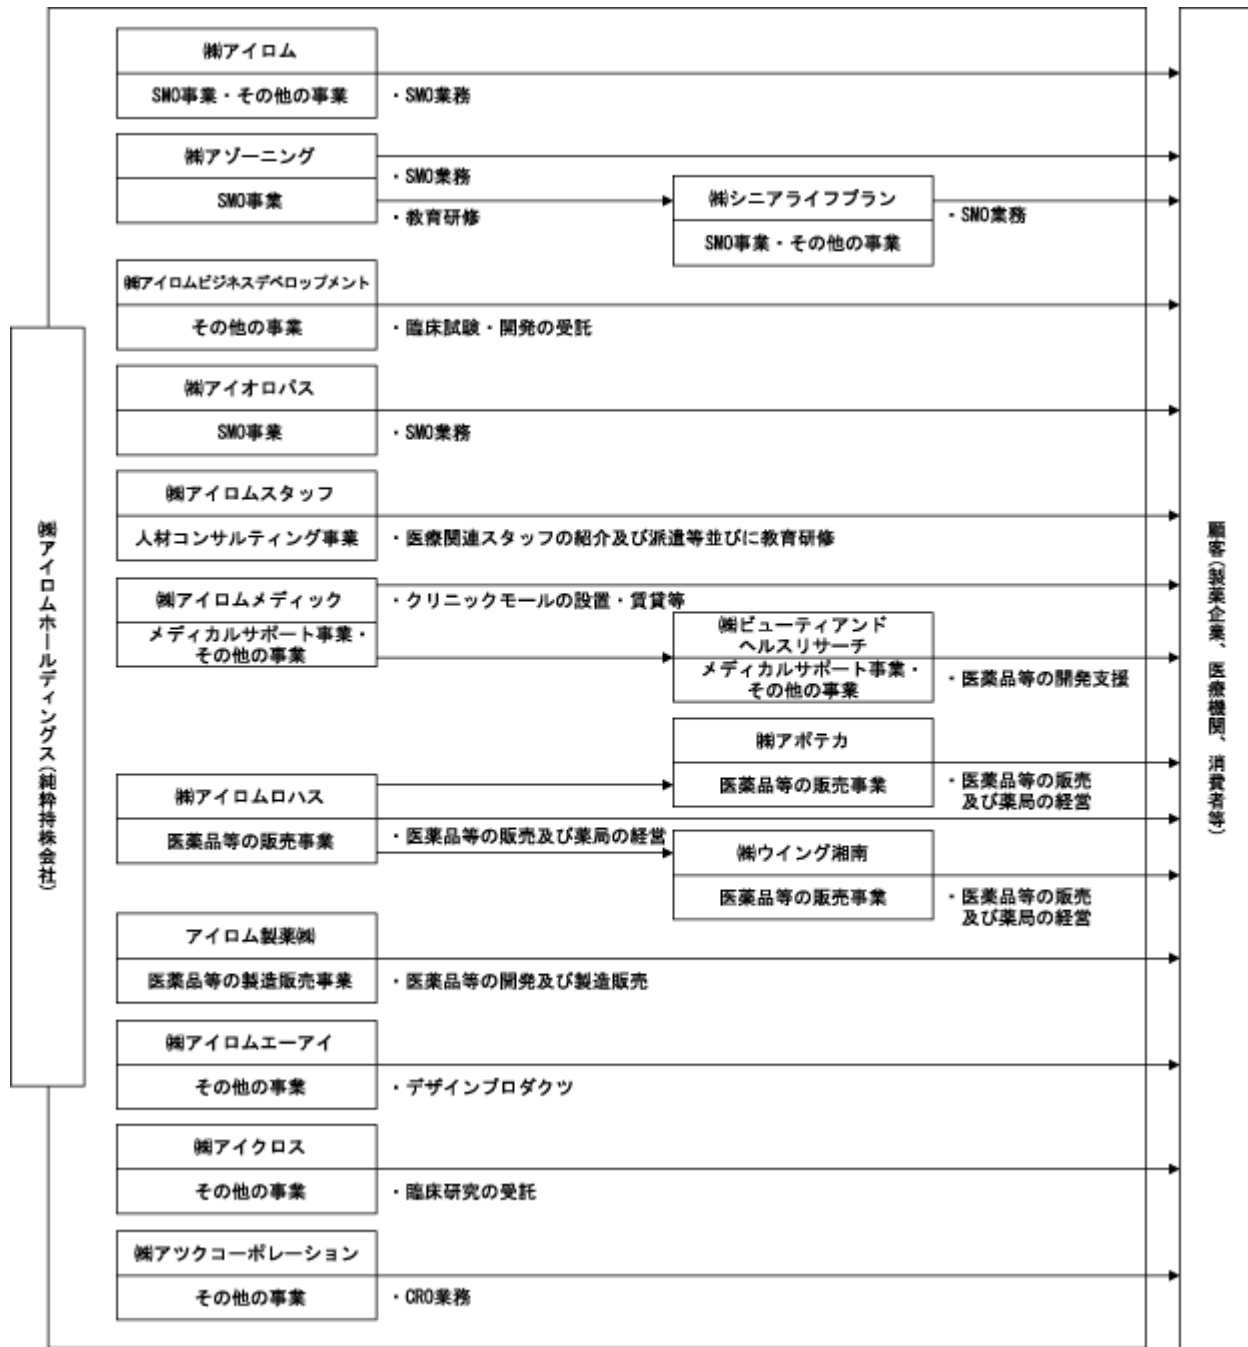 ㈱アイロムホールディングス(純粋持株会社)
㈱アイロム
SMO事業・その他の事業
・SMO業務
㈱アゾーニング
SMO事業
・SMO業務
・教育研修
㈱シニアライフプラン
SMO事業・その他の事業
・SMO業務
㈱アイロムビジネスデベロップメント
その他の事業
・臨床試験・開発の受託
㈱アイオロパス
SMO事業
・SMO業務
㈱アイロムスタッフ
人材コンサルティング事業
・医療関連スタッフの紹介及び派遣等並びに教育研修
㈱アイロムメディック
メディカルサポート事業・
その他の事業
・クリニックモールの設置・賃貸等
㈱ビューティアンド
ヘルスリサーチ
メディカルサポート事業・
その他の事業
・医薬品等の開発支援
㈱アポテカ
医薬品等の販売事業
・医薬品等の販売
及び薬局の経営
㈱アイロムロハス
医薬品等の販売事業
・医薬品等の販売及び薬局の経営
㈱ウイング湘南
医薬品等の販売事業
・医薬品等の販売
及び薬局の経営
アイロム製薬㈱
医薬品等の製造販売事業
・医薬品等の開発及び製造販売
㈱アイロムエーアイ
その他の事業
・デザインプロダクツ
㈱アイクロス
その他の事業
・臨床研究の受託
㈱アツクコーポレーション
その他の事業
・CRO業務
顧客(製薬企業、医療機関、消費者等)